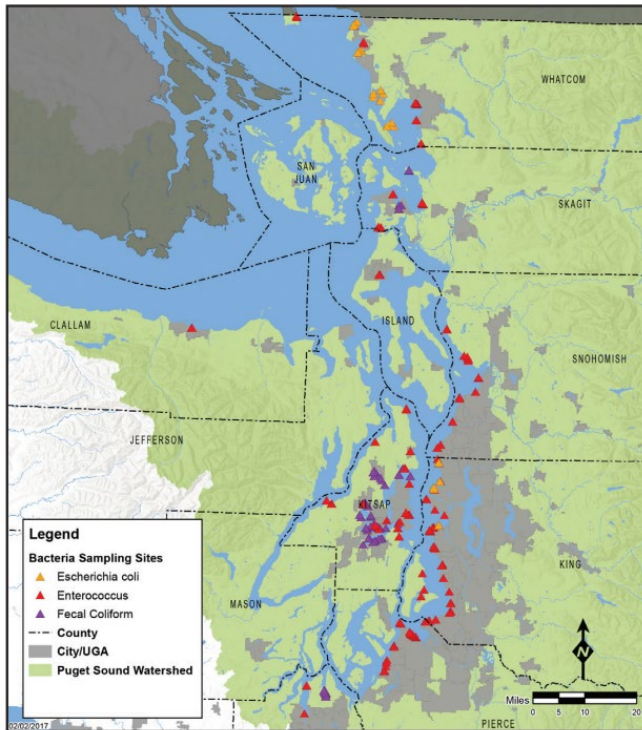 WHATCOM
SAN
JUAN
SKAGIT
CLALLAM
ISLAND
SNOHOMISH
JEFFERSON
KITSAP
Legend
Bacteria Sampling Sites
Escherichia coli
Enterococcus
Fecal Coliform
County
City/UGA
Puget Sound Watershed
KING
MASON
N
Miles
0 5 10 20
PIERCE
02/02/2017